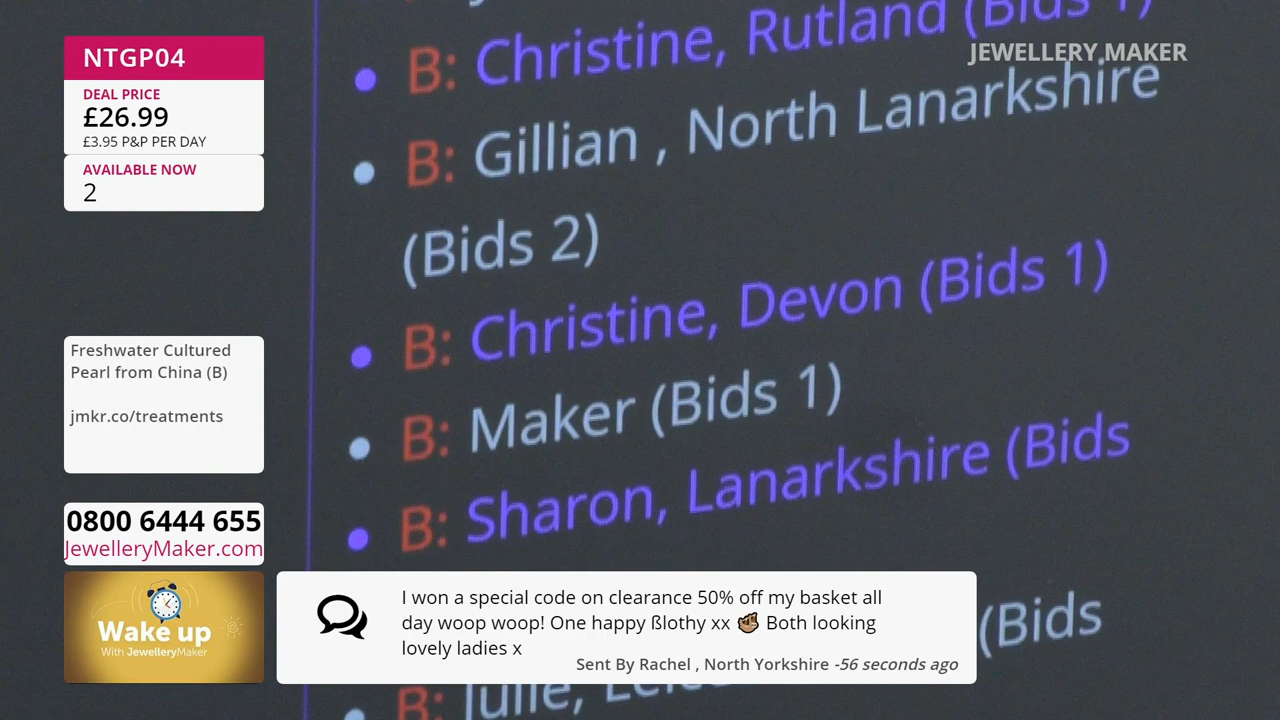 NTGP04
DEAL PRICE
£26.99
£3.95 P&P PER DAY
AVAILABLE NOW
2
Freshwater Cultured
Pearl from China (B)
jmkr.co/treatments
0800 6444 655
JewelleryMaker.com
Wake up
With JewelleryMaker
JEWELLERY MAKER
B: Christine, Rutland (Bids 1)
B: Gillian , North Lanarkshire
(Bids 2)
B: Christine, Devon (Bids 1)
B: Maker (Bids 1)
B: Sharon, Lanarkshire (Bids
(Bids
B: Julie,
I won a special code on clearance 50% off my basket all
day woop woop! One happy ßlothy xx 🦥 Both looking
lovely ladies x
Sent By Rachel , North Yorkshire -56 seconds ago